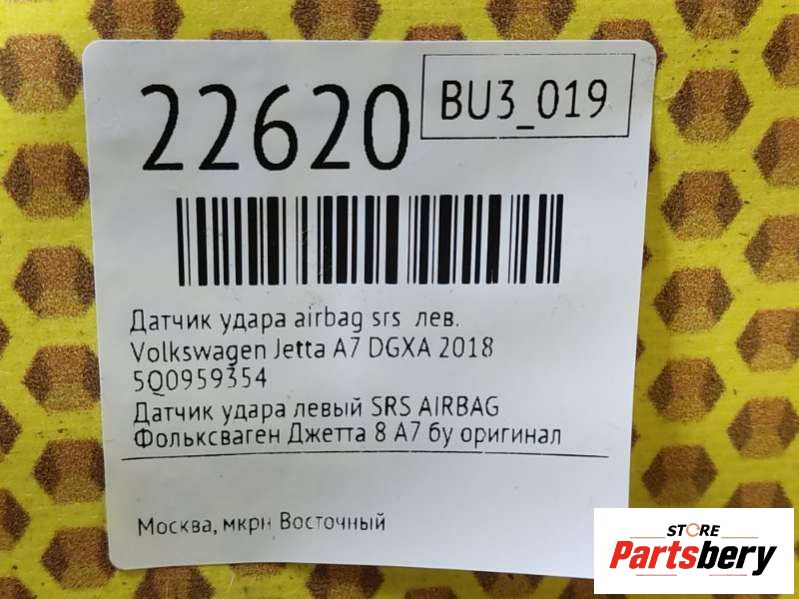 22620
BU3_019
Датчик удара airbag srs лев.
Volkswagen Jetta A7 DGXA 2018
5Q0959354
Датчик удара левый SRS AIRBAG
Фольксваген Джетта 8 А7 бу оригинал
Москва, мкрн Восточный
STORE
Partsbery